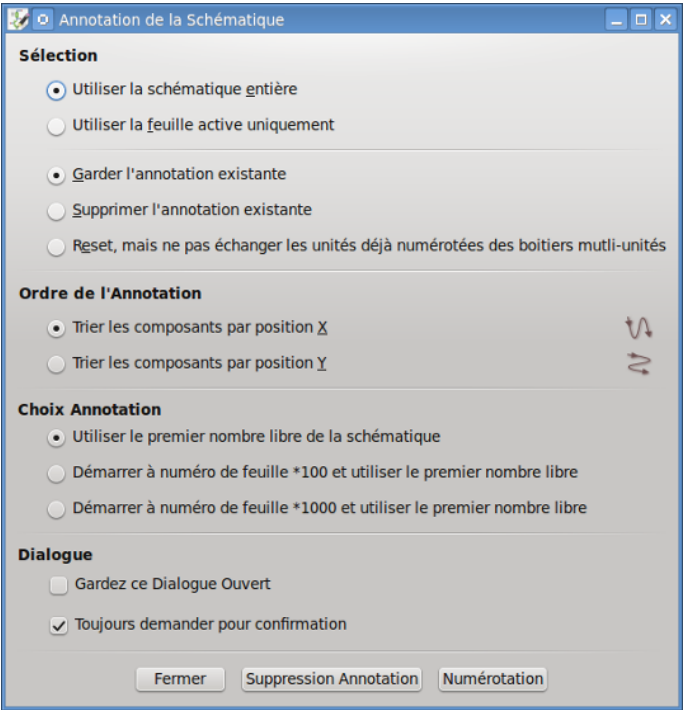 Annotation de la Schématique
Sélection
Utiliser la schématique entière
Utiliser la feuille active uniquement
Garder l'annotation existante
Supprimer l'annotation existante
Reset, mais ne pas échanger les unités déjà numérotées des boitiers mutli-unités
Ordre de l'Annotation
Trier les composants par position X
Trier les composants par position Y
Choix Annotation
Utiliser le premier nombre libre de la schématique
Démarrer à numéro de feuille *100 et utiliser le premier nombre libre
Démarrer à numéro de feuille *1000 et utiliser le premier nombre libre
Dialogue
Gardez ce Dialogue Ouvert
Toujours demander pour confirmation
Fermer Suppression Annotation Numérotation